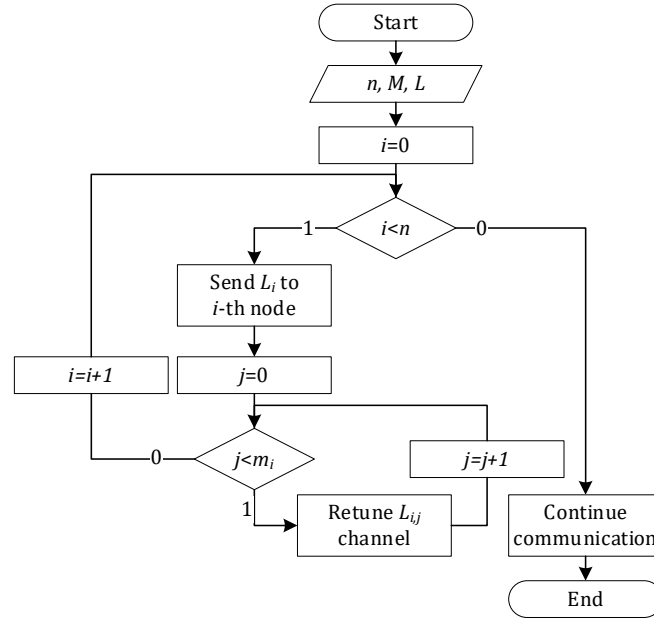 Start
n, M, L
i=0
i<n
1
0
Send Li to
i-th node
i=i+1
j=0
0
j<mi
j=j+1
1
Retune Li,j
channel
Continue
communication
End